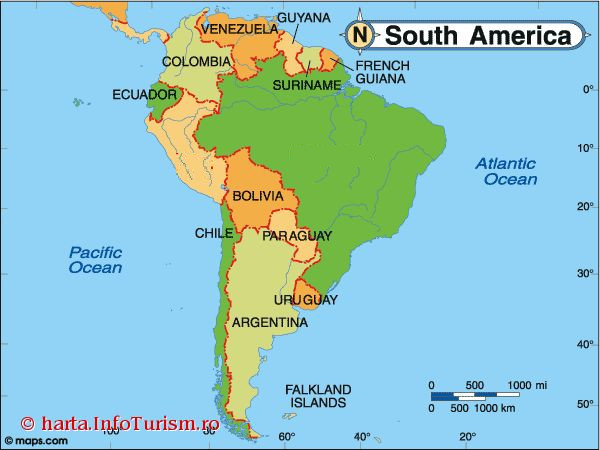 GUYANA
VENEZUELA
N South America
COLOMBIA
FRENCH
GUIANA
SURINAME
ECUADOR
0°
10°
Atlantic
Ocean
BOLIVIA
20°
CHILE
PARAGUAY
Pacific
Ocean
30°
URUGUAY
ARGENTINA
40°
FALKLAND
ISLANDS
0 500 1000 mi
0 500 1000 km
50°
© harta.InfoTurism.ro
100° 80° 60° 40° 20°
© maps.com